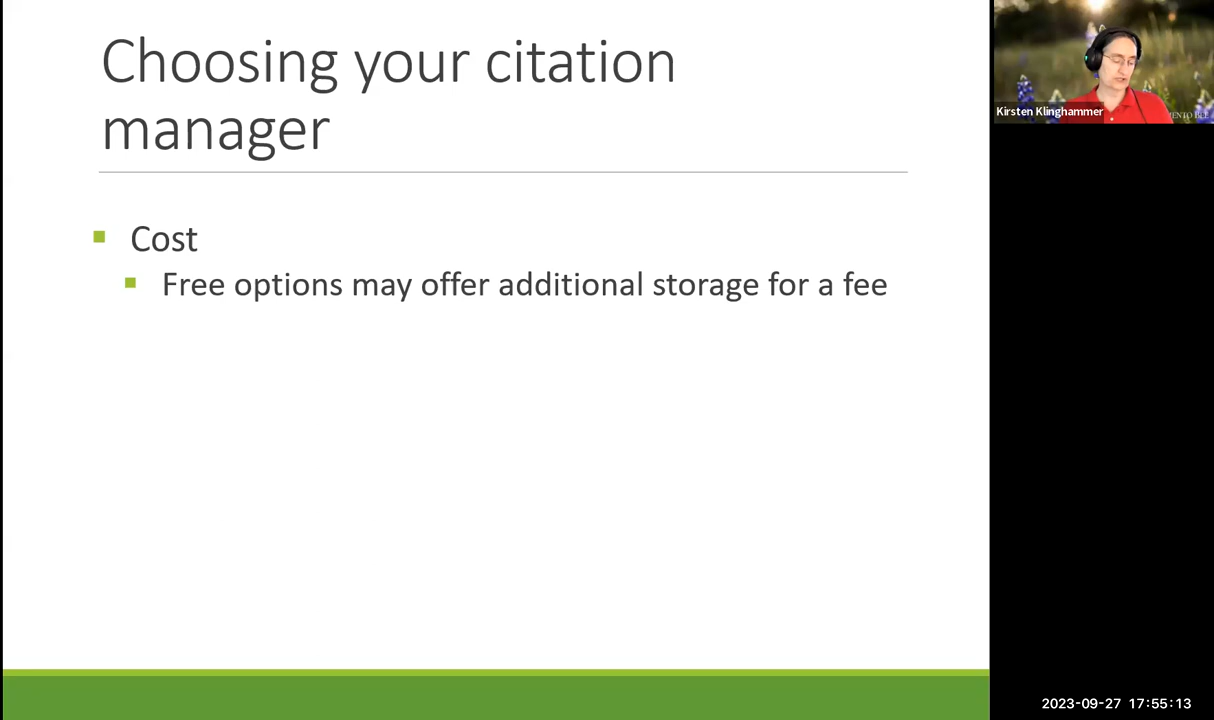 Choosing your citation
manager
Cost
Free options may offer additional storage for a fee
Kirsten Klinghammer
2023-09-27 17:55:13